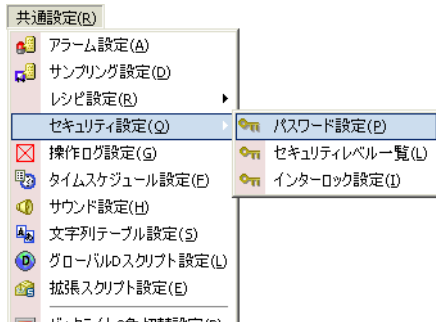 共通設定(R)
アラーム設定(A)
サンプリング設定(D)
レシピ設定(R)
セキュリティ設定(Q)
パスワード設定(P)
操作ログ設定(G)
セキュリティレベル一覧(L)
タイムスケジュール設定(F)
インターロック設定(I)
サウンド設定(H)
文字列テーブル設定(S)
グローバルDスクリプト設定(L)
拡張スクリプト設定(E)